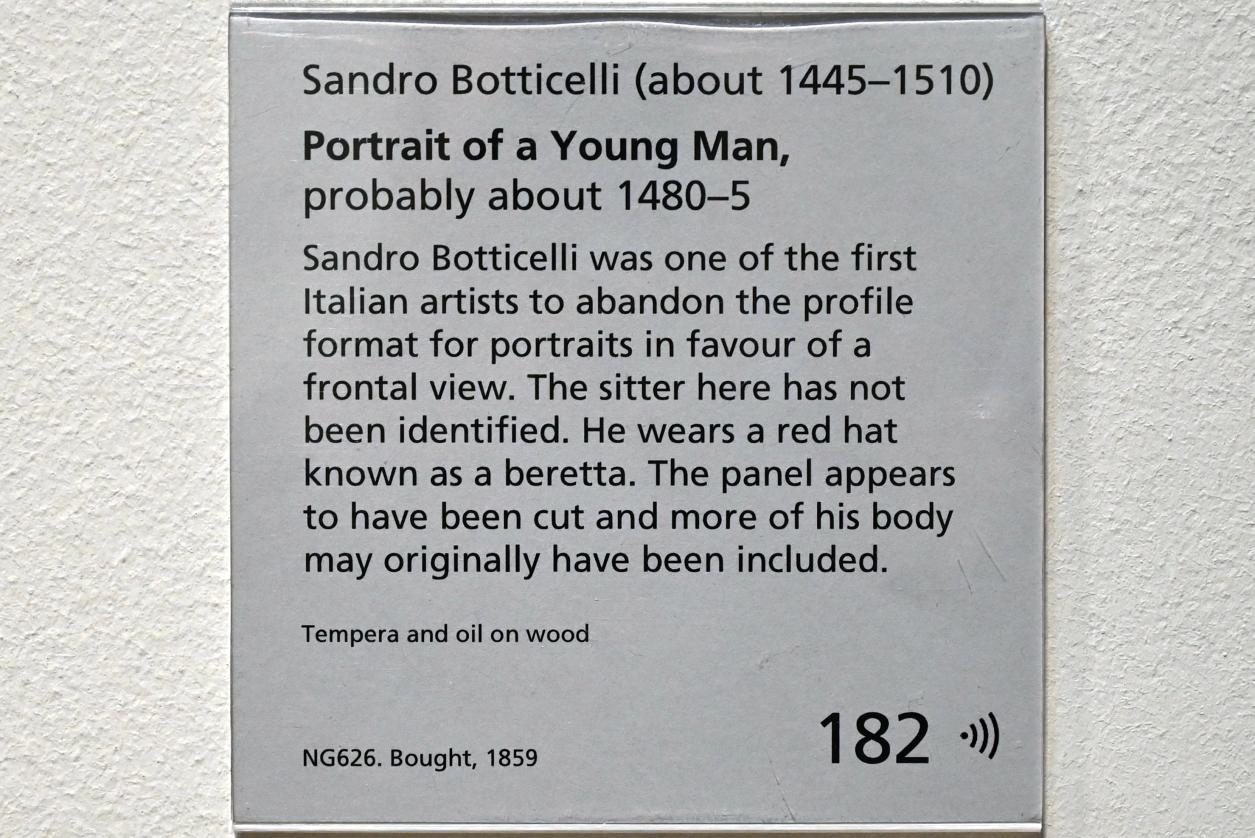 Sandro Botticelli (about 1445–1510)
Portrait of a Young Man,
probably about 1480–5
Sandro Botticelli was one of the first
Italian artists to abandon the profile
format for portraits in favour of a
frontal view. The sitter here has not
been identified. He wears a red hat
known as a beretta. The panel appears
to have been cut and more of his body
may originally have been included.
Tempera and oil on wood
NG626. Bought, 1859
182